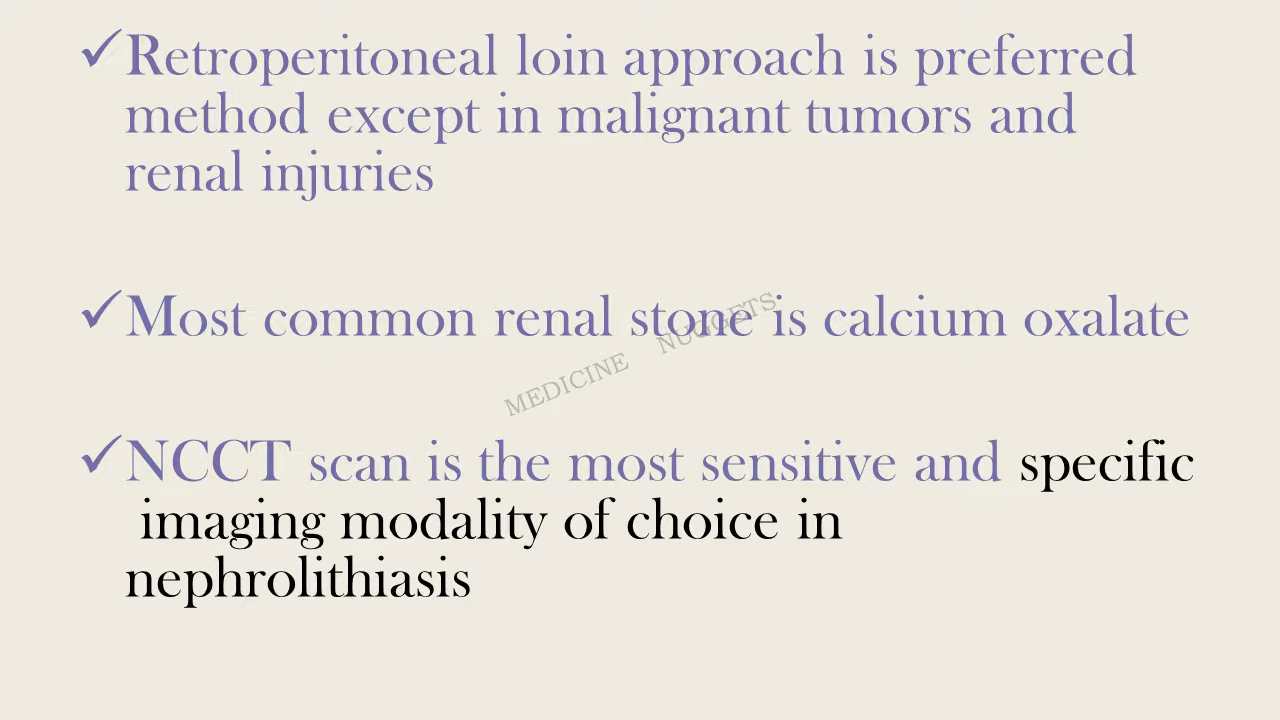 ✓Retroperitoneal loin approach is preferred
method except in malignant tumors and
renal injuries
✓Most common renal stone is calcium oxalate
MEDICINE NUGGETS
✓NCCT scan is the most sensitive and specific
imaging modality of choice in
nephrolithiasis